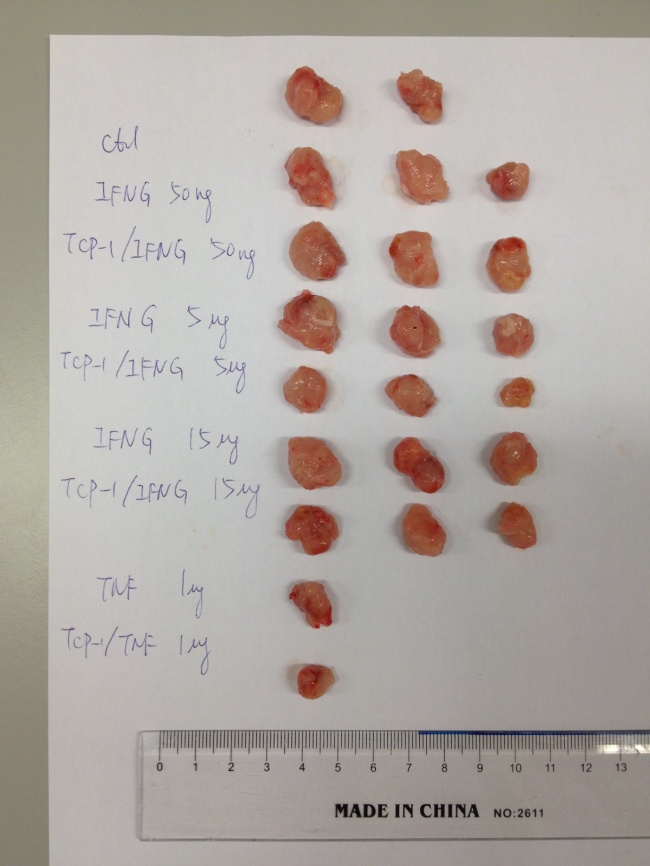 Ctrl
IFNG 50ng
TCP-1/IFNG 50ng
IFNG 5μg
TCP-1/IFNG 5μg
IFNG 15μg
TCP-1/IFNG 15μg
TNF 1μg
TCP-1/TNF 1μg
0 1 2 3 4 5 6 7 8 9 10 11 12 13
MADE IN CHINA NO:2611